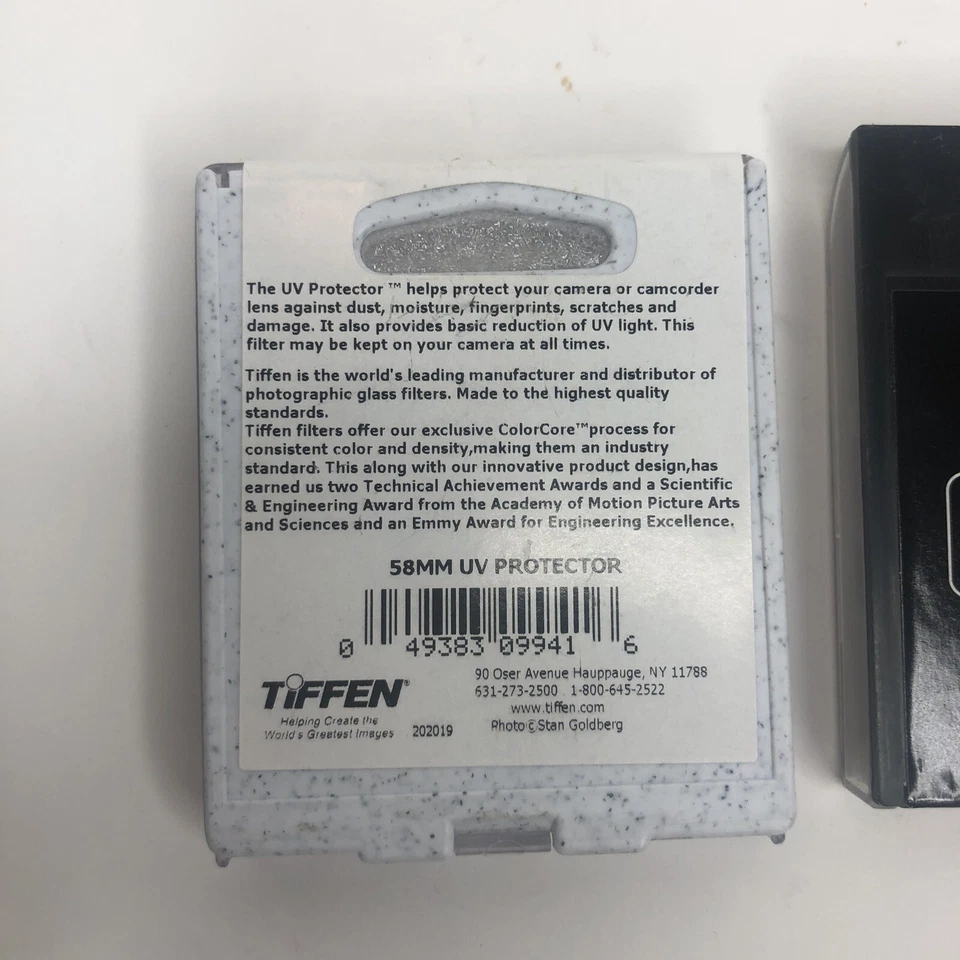 The UV Protector ™ helps protect your camera or camcorder
lens against dust, moisture, fingerprints, scratches and
damage. It also provides basic reduction of UV light. This
filter may be kept on your camera at all times.
Tiffen is the world's leading manufacturer and distributor of
photographic glass filters. Made to the highest quality
standards.
Tiffen filters offer our exclusive ColorCore™process for
consistent color and density,making them an industry
standard. This along with our innovative product design,has
earned us two Technical Achievement Awards and a Scientific
& Engineering Award from the Academy of Motion Picture Arts
and Sciences and an Emmy Award for Engineering Excellence.
58MM UV PROTECTOR
0 49383 09941 6
TiFFEN®
Helping Create the
World's Greatest Images
202019
90 Oser Avenue Hauppauge, NY 11788
631-273-2500 1-800-645-2522
www.tiffen.com
Photo © Stan Goldberg